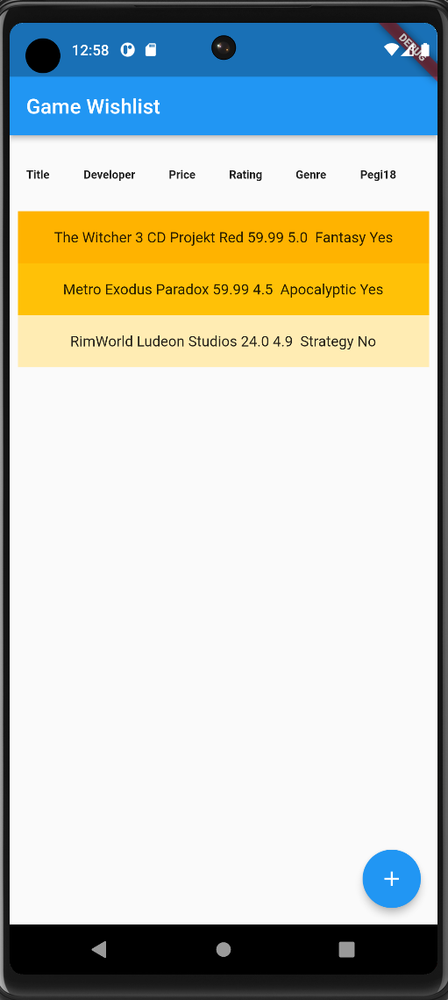 12:58
DEBUG
Game Wishlist
Title Developer Price Rating Genre Pegi18
The Witcher 3 CD Projekt Red 59.99 5.0 Fantasy Yes
Metro Exodus Paradox 59.99 4.5 Apocalyptic Yes
RimWorld Ludeon Studios 24.0 4.9 Strategy No
+